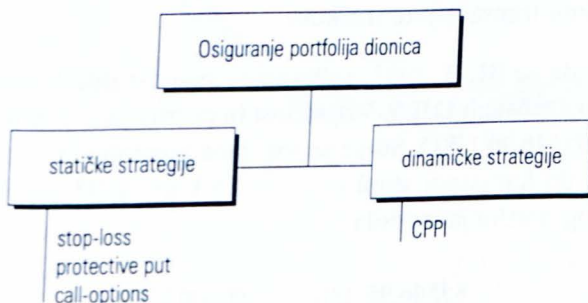 Osiguranje portfolija dionica
statičke strategije
dinamičke strategije
stop-loss
protective put
call-options
CPPI